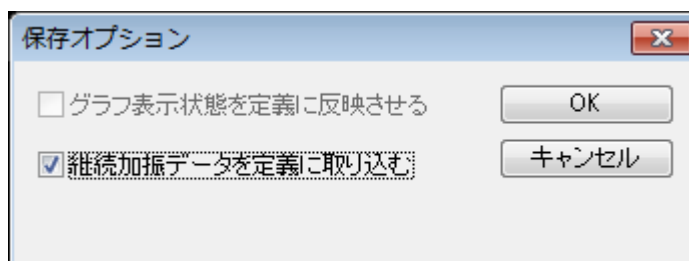 保存オプション
グラフ表示状態を定義に反映させる
OK
継続加振データを定義に取り込む
キャンセル